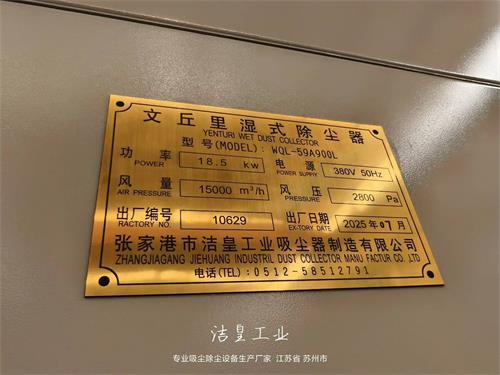 文丘里湿式除尘器
YENTURI WET DUST COLLECTOR
型号(MODEL): WQL-59A900L
功率 18.5 kw 电源 380V 50Hz
POWER POWER SUPPLY
风量 15000 m³/h 风压 2800 Pa
AIR PRESSURE AIR PRESSURE
出厂编号 10629 出厂日期 2025年07月
RACTORY NO. EX-TORY DATE
张家港市洁皇工业吸尘器制造有限公司
ZHANGJIAGANG JIEHUANG INDUSTRIL DUST COLLECTOR MANU FACTUR CO .,LTD
电话(TEL): 0512-58512791
洁皇工业
专业吸尘除尘设备生产厂家 江苏省 苏州市